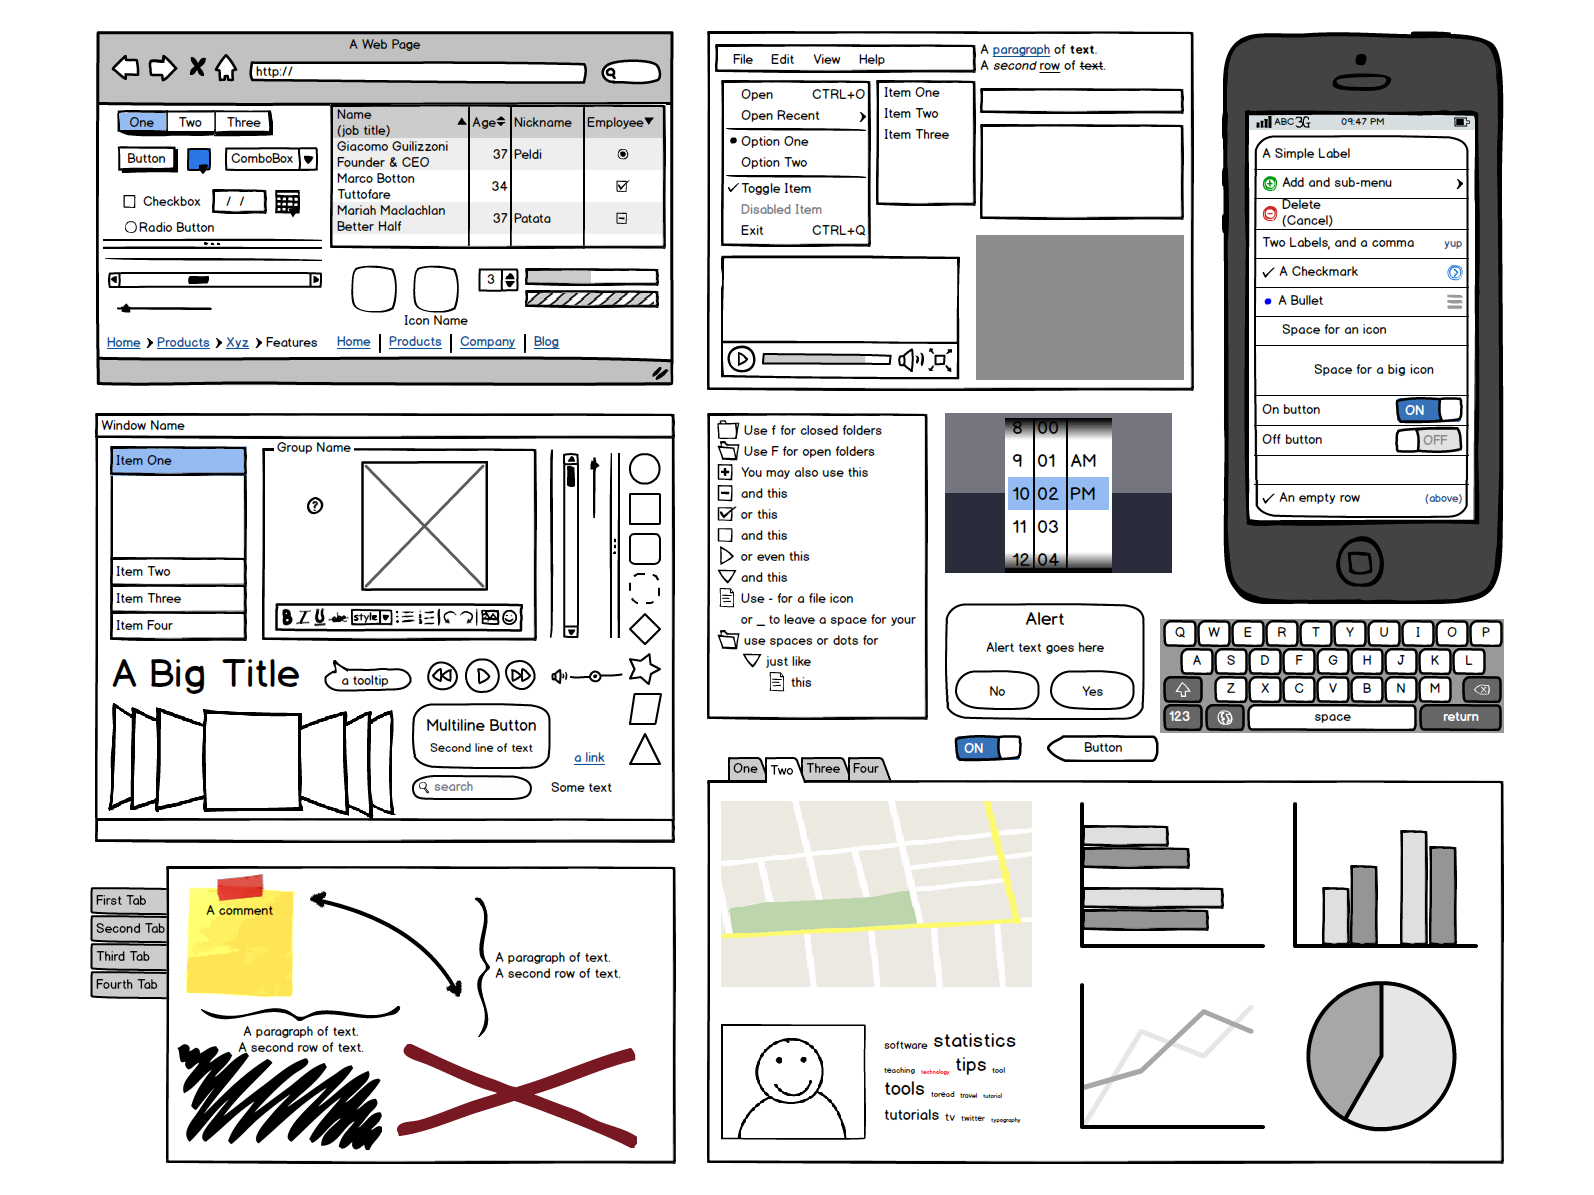 A Web Page
http://
One Two Three
Button ComboBox
Checkbox / /
Radio Button
Name
(job title) Age Nickname Employee
Giacomo Guilizzoni
Founder & CEO 37 Peldi
Marco Botton
Tuttofare 34
Mariah Maclachlan
Better Half 37 Patata
3
Icon Name
Home Products Xyz Features
Home Products Company Blog
File Edit View Help
Open CTRL+O
Open Recent
Option One
Option Two
Toggle Item
Disabled Item
Exit CTRL+Q
Item One
Item Two
Item Three
A paragraph of text.
A second row of text.
ABC 3G 09:47 PM
A Simple Label
Add and sub-menu
Delete
(Cancel)
Two Labels, and a comma yup
A Checkmark
A Bullet
Space for an icon
Space for a big icon
On button ON
Off button OFF
An empty row (above)
Window Name
Item One
Item Two
Item Three
Item Four
Group Name
?
B I U abc style
A Big Title
a tooltip
Multiline Button
Second line of text
a link
search
Some text
Use f for closed folders
Use F for open folders
You may also use this
and this
or this
and this
or even this
and this
Use - for a file icon
or _ to leave a space for your
use spaces or dots for
just like
this
8 00
9 01 AM
10 02 PM
11 03
12 04
Alert
Alert text goes here
No Yes
ON
Button
Q W E R T Y U I O P
A S D F G H J K L
Z X C V B N M
123 space return
First Tab
Second Tab
Third Tab
Fourth Tab
A comment
A paragraph of text.
A second row of text.
A paragraph of text.
A second row of text.
One Two Three Four
software statistics
teaching technology tips tool
tools toread travel tutorial
tutorials tv twitter typography